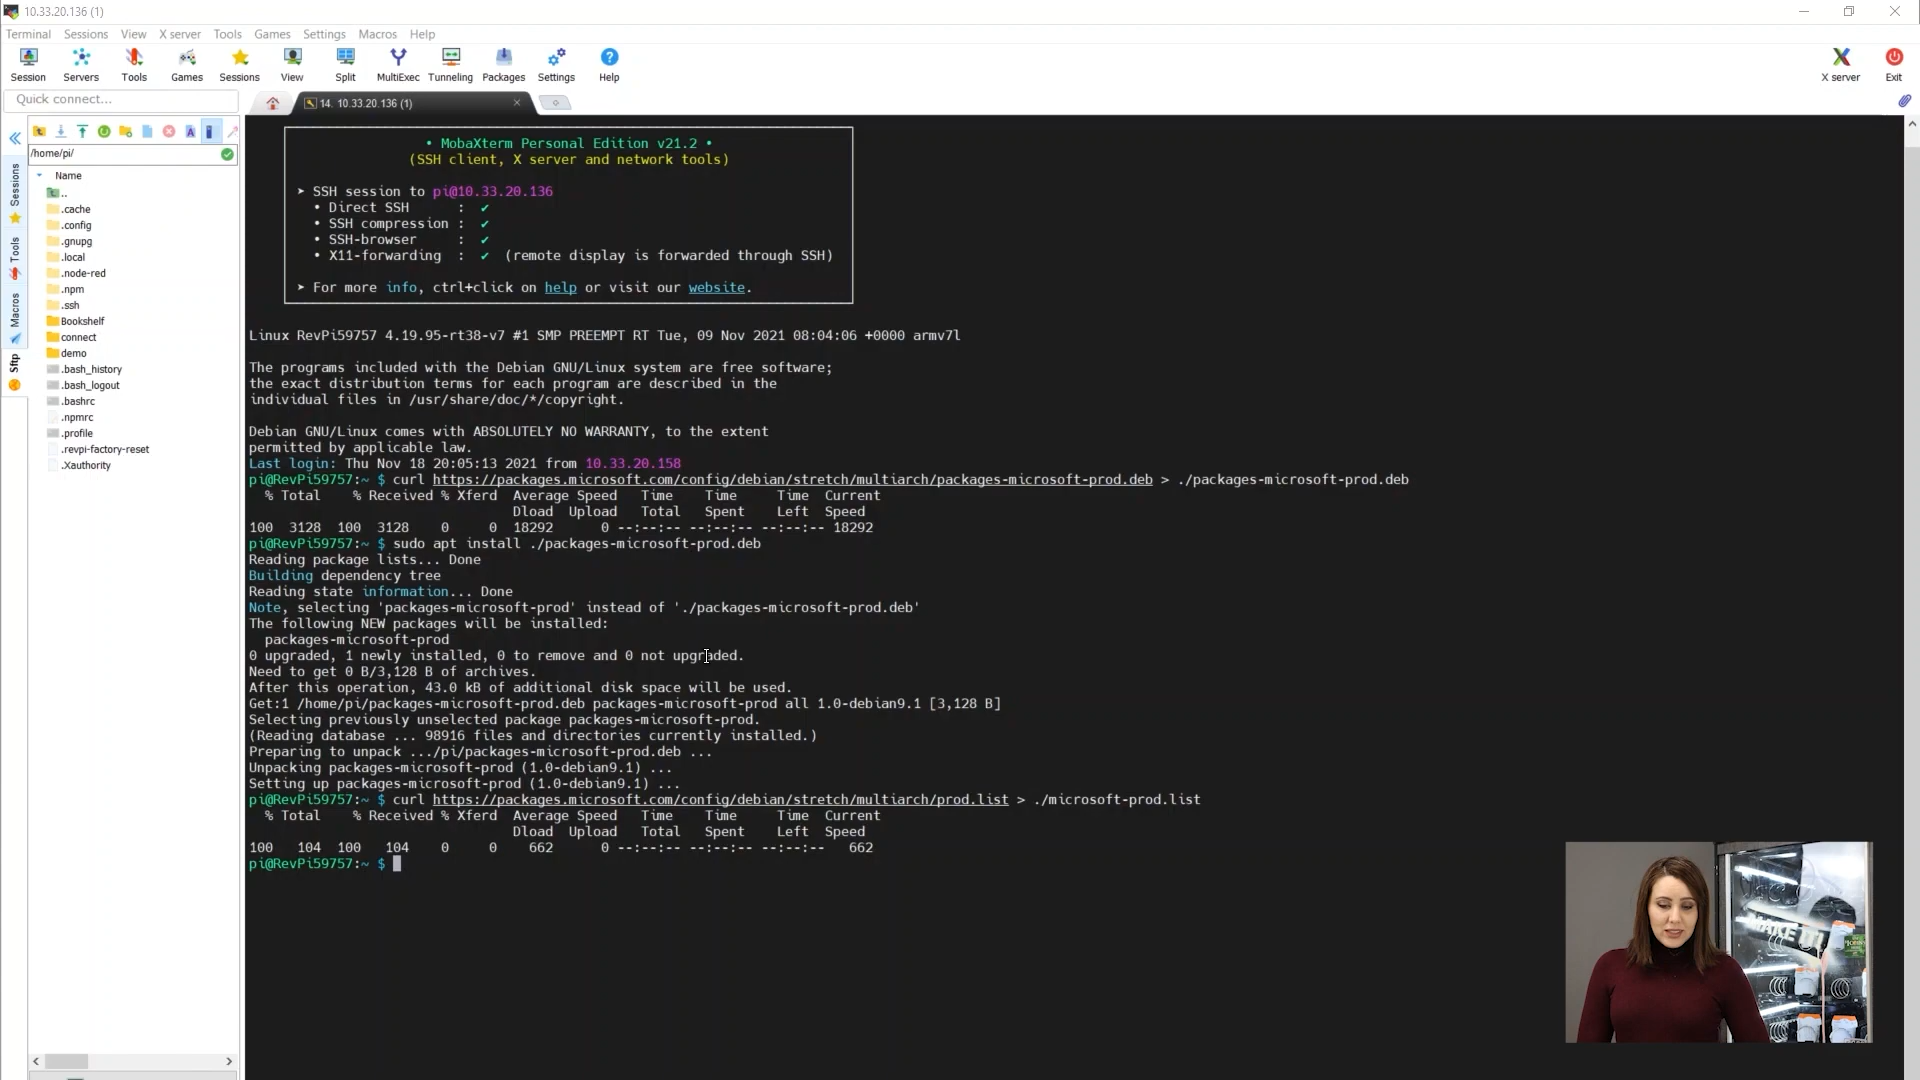 10.33.20.136 (1)
Terminal Sessions View X server Tools Games Settings Macros Help
Session Servers Tools Games Sessions View Split MultiExec Tunneling Packages Settings Help X server Exit
Quick connect...
14. 10.33.20.136 (1)
/home/pi/
Name
..
.cache
.config
.gnupg
.local
.node-red
.npm
.ssh
Bookshelf
connect
demo
.bash_history
.bash_logout
.bashrc
.npmrc
.profile
.revpi-factory-reset
.Xauthority
Sessions
Tools
Macros
Sftp
• MobaXterm Personal Edition v21.2 •
(SSH client, X server and network tools)
➤ SSH session to pi@10.33.20.136
• Direct SSH : ✔
• SSH compression : ✔
• SSH-browser : ✔
• X11-forwarding : ✔ (remote display is forwarded through SSH)
➤ For more info, ctrl+click on help or visit our website.
Linux RevPi59757 4.19.95-rt38-v7 #1 SMP PREEMPT RT Tue, 09 Nov 2021 08:04:06 +0000 armv7l
The programs included with the Debian GNU/Linux system are free software;
the exact distribution terms for each program are described in the
individual files in /usr/share/doc/*/copyright.
Debian GNU/Linux comes with ABSOLUTELY NO WARRANTY, to the extent
permitted by applicable law.
Last login: Thu Nov 18 20:05:13 2021 from 10.33.20.158
pi@RevPi59757:~ $ curl https://packages.microsoft.com/config/debian/stretch/multiarch/packages-microsoft-prod.deb > ./packages-microsoft-prod.deb
% Total % Received % Xferd Average Speed Time Time Time Current
Dload Upload Total Spent Left Speed
100 3128 100 3128 0 0 18292 0 --:--:-- --:--:-- --:--:-- 18292
pi@RevPi59757:~ $ sudo apt install ./packages-microsoft-prod.deb
Reading package lists... Done
Building dependency tree
Reading state information... Done
Note, selecting 'packages-microsoft-prod' instead of './packages-microsoft-prod.deb'
The following NEW packages will be installed:
packages-microsoft-prod
0 upgraded, 1 newly installed, 0 to remove and 0 not upgraded.
Need to get 0 B/3,128 B of archives.
After this operation, 43.0 kB of additional disk space will be used.
Get:1 /home/pi/packages-microsoft-prod.deb packages-microsoft-prod all 1.0-debian9.1 [3,128 B]
Selecting previously unselected package packages-microsoft-prod.
(Reading database ... 98916 files and directories currently installed.)
Preparing to unpack .../pi/packages-microsoft-prod.deb ...
Unpacking packages-microsoft-prod (1.0-debian9.1) ...
Setting up packages-microsoft-prod (1.0-debian9.1) ...
pi@RevPi59757:~ $ curl https://packages.microsoft.com/config/debian/stretch/multiarch/prod.list > ./microsoft-prod.list
% Total % Received % Xferd Average Speed Time Time Time Current
Dload Upload Total Spent Left Speed
100 104 100 104 0 0 662 0 --:--:-- --:--:-- --:--:-- 662
pi@RevPi59757:~ $
MAKE IT!